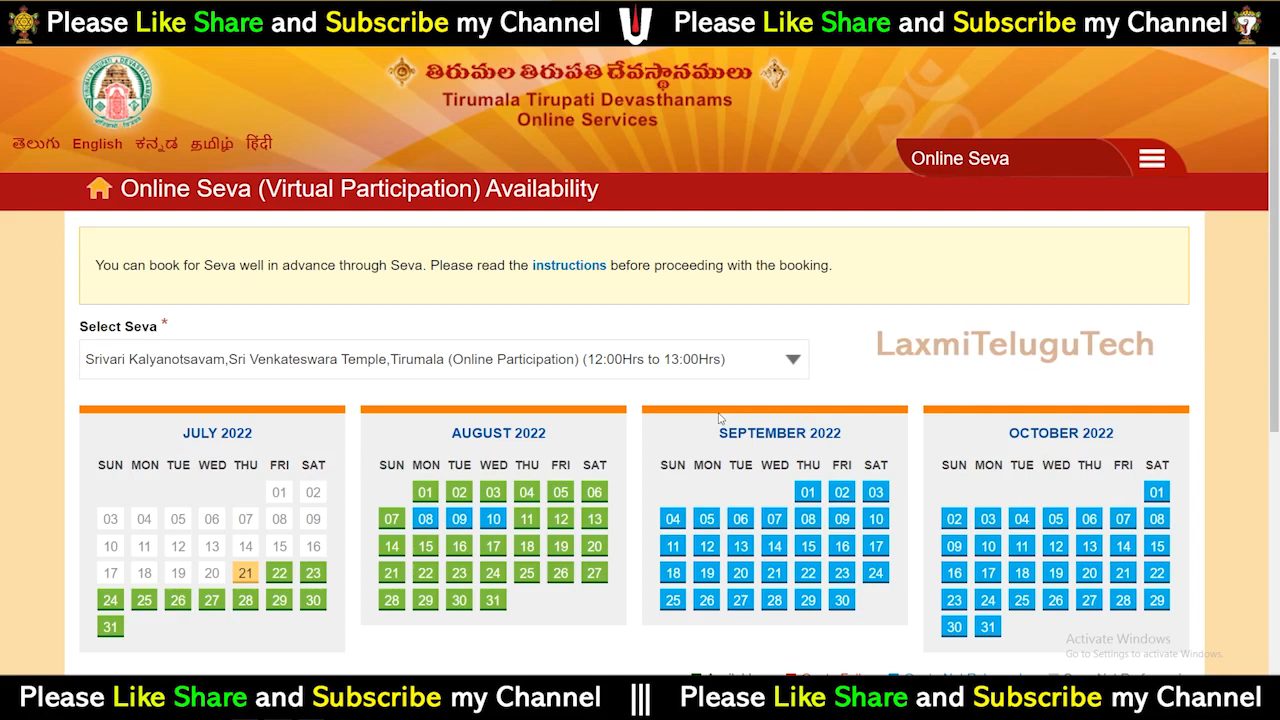 Please Like Share and Subscribe my Channel
Please Like Share and Subscribe my Channel
తిరుమల తిరుపతి దేవస్థానములు
Tirumala Tirupati Devasthanams
Online Services
తెలుగు English ಕನ್ನಡ தமிழ் हिंदी
Online Seva
Online Seva (Virtual Participation) Availability
You can book for Seva well in advance through Seva. Please read the instructions before proceeding with the booking.
Select Seva *
LaxmiTeluguTech
Srivari Kalyanotsavam,Sri Venkateswara Temple,Tirumala (Online Participation) (12:00Hrs to 13:00Hrs)
JULY 2022
SUN MON TUE WED THU FRI SAT
01 02
03 04 05 06 07 08 09
10 11 12 13 14 15 16
17 18 19 20 21 22 23
24 25 26 27 28 29 30
31
AUGUST 2022
SUN MON TUE WED THU FRI SAT
01 02 03 04 05 06
07 08 09 10 11 12 13
14 15 16 17 18 19 20
21 22 23 24 25 26 27
28 29 30 31
SEPTEMBER 2022
SUN MON TUE WED THU FRI SAT
01 02 03
04 05 06 07 08 09 10
11 12 13 14 15 16 17
18 19 20 21 22 23 24
25 26 27 28 29 30
OCTOBER 2022
SUN MON TUE WED THU FRI SAT
01
02 03 04 05 06 07 08
09 10 11 12 13 14 15
16 17 18 19 20 21 22
23 24 25 26 27 28 29
30 31
Activate Windows
Go to Settings to activate Windows.
Please Like Share and Subscribe my Channel ||| Please Like Share and Subscribe my Channel